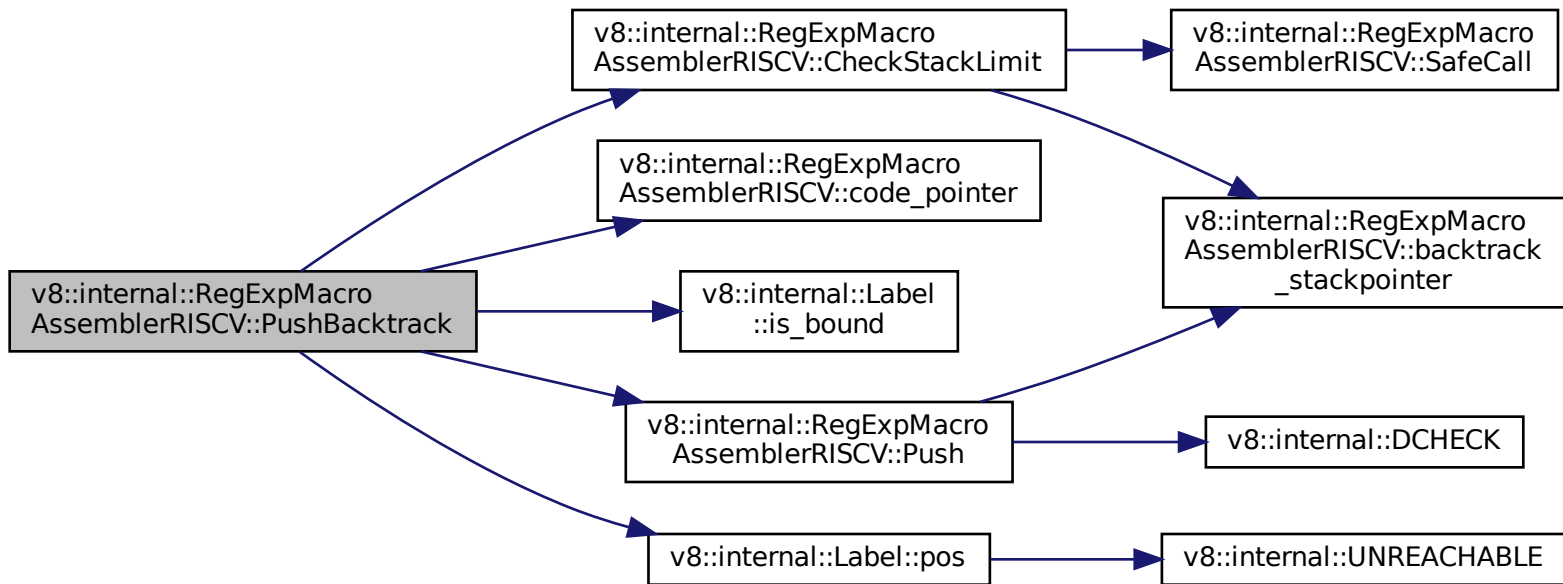 v8::internal::RegExpMacro
AssemblerRISCV::PushBacktrack
v8::internal::RegExpMacro
AssemblerRISCV::CheckStackLimit
v8::internal::RegExpMacro
AssemblerRISCV::SafeCall
v8::internal::RegExpMacro
AssemblerRISCV::code_pointer
v8::internal::RegExpMacro
AssemblerRISCV::backtrack
_stackpointer
v8::internal::Label
::is_bound
v8::internal::RegExpMacro
AssemblerRISCV::Push
v8::internal::DCHECK
v8::internal::Label::pos
v8::internal::UNREACHABLE